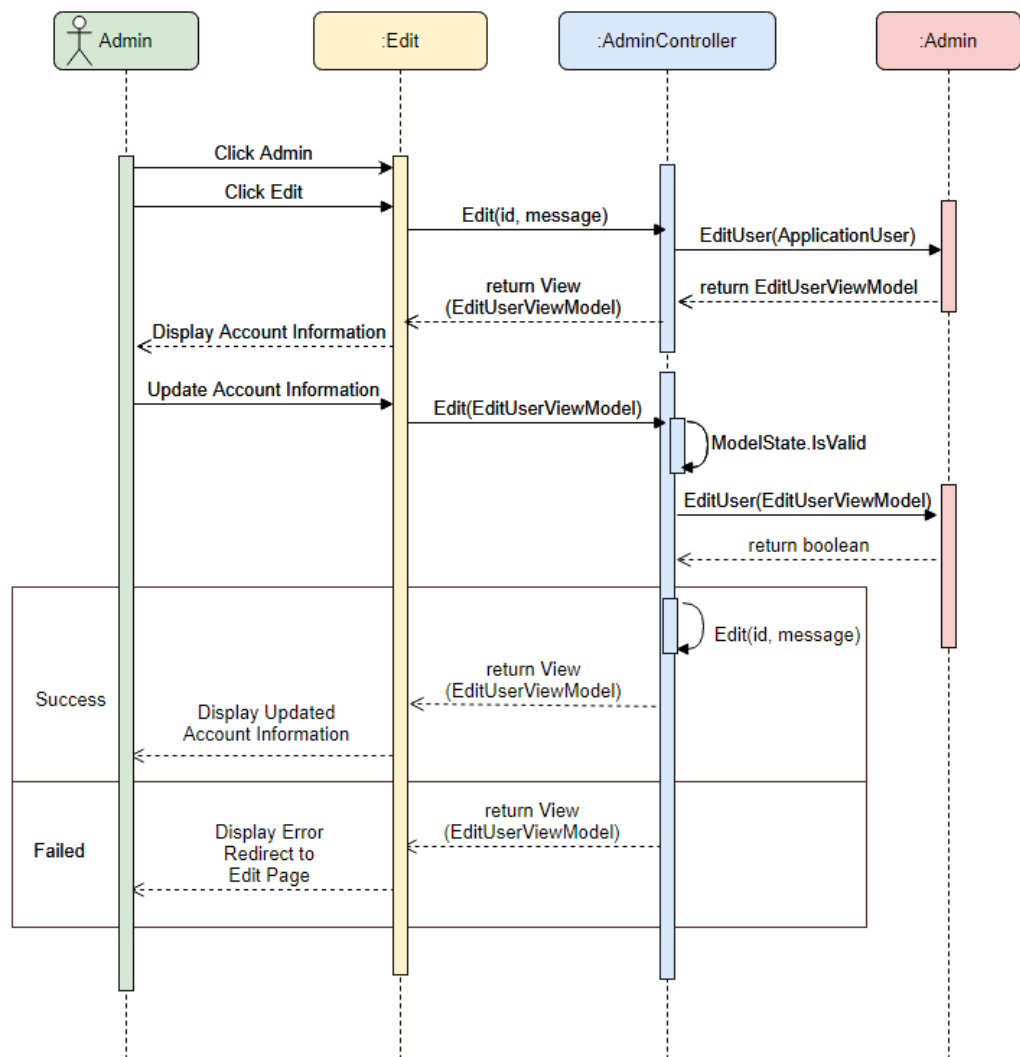 Admin
:Edit
:AdminController
:Admin
Click Admin
Click Edit
Edit(id, message)
EditUser(ApplicationUser)
return EditUserViewModel
return View
(EditUserViewModel)
Display Account Information
Update Account Information
Edit(EditUserViewModel)
ModelState.IsValid
EditUser(EditUserViewModel)
return boolean
Edit(id, message)
Success
return View
(EditUserViewModel)
Display Updated
Account Information
Failed
return View
(EditUserViewModel)
Display Error
Redirect to
Edit Page